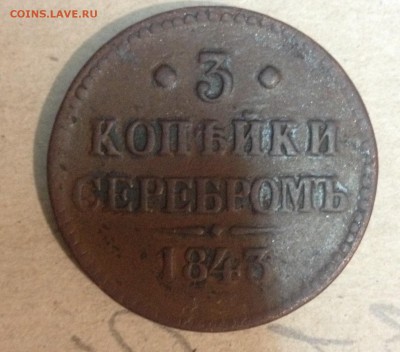 COINS.LAVE.RU
· 3 ·
КОПѢЙКИ
СЕРЕБРОМЪ
1843